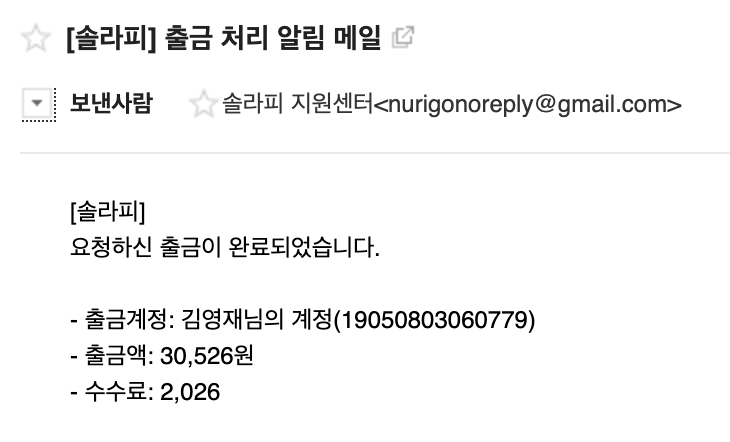 [솔라피] 출금 처리 알림 메일
보낸사람 솔라피 지원센터<nurigonoreply@gmail.com>
[솔라피]
요청하신 출금이 완료되었습니다.
- 출금계정: 김영재님의 계정(19050803060779)
- 출금액: 30,526원
- 수수료: 2,026